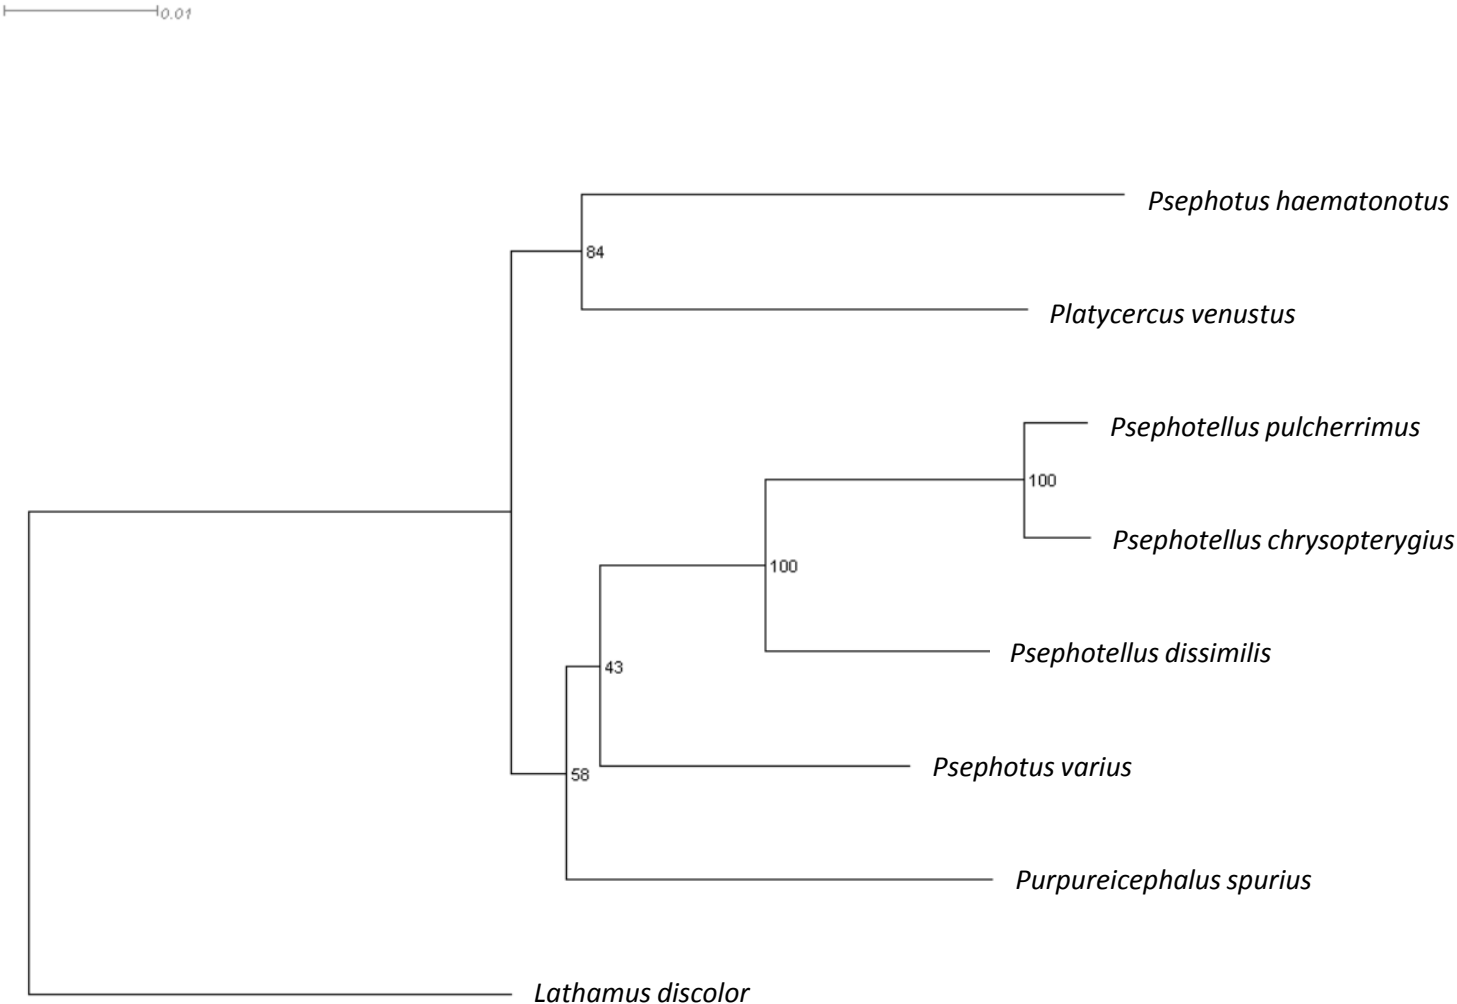 0.01
Psephotus haematonotus
84
Platycercus venustus
Psephotellus pulcherrimus
100
Psephotellus chrysopterygius
100
Psephotellus dissimilis
43
Psephotus varius
58
Purpureicephalus spurius
Lathamus discolor